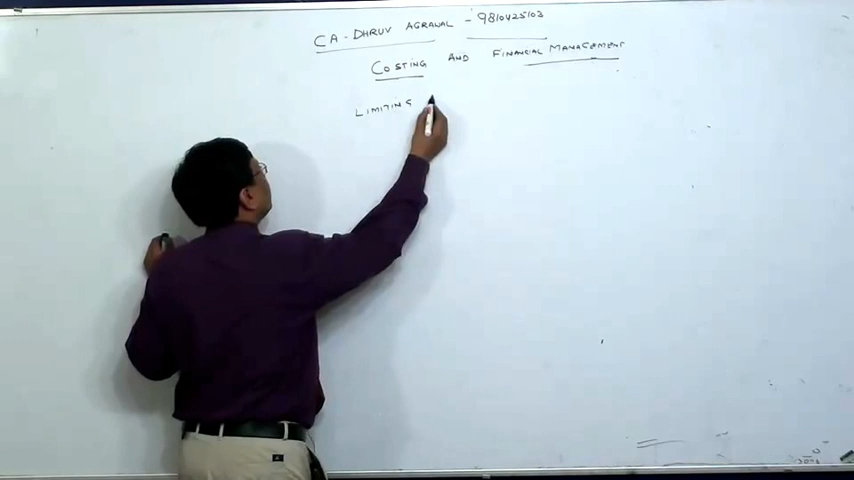 CA - DHRUV AGRAWAL - 9810425103
COSTING AND FINANCIAL MANAGEMENT
LIMITING